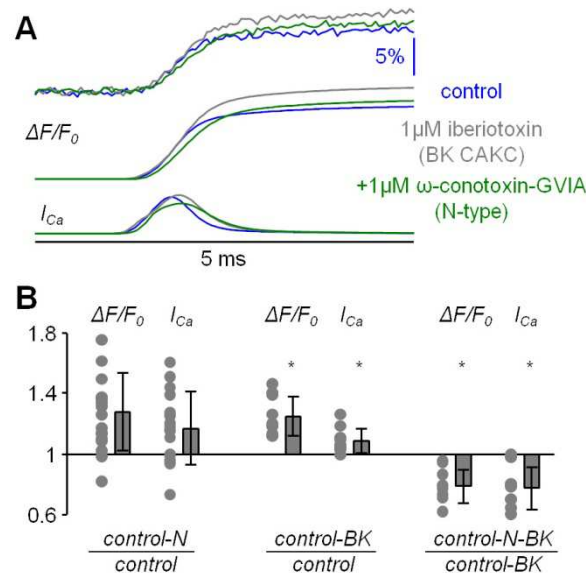 A
5%
control
ΔF/F0
1µM iberiotoxin
(BK CAKC)
+1µM ω-conotoxin-GVIA
(N-type)
ICa
5 ms
B
ΔF/F0 ICa ΔF/F0 ICa ΔF/F0 ICa
1.8
* * * *
1.4
1
0.6
control-N control-BK control-N-BK
control control control-BK